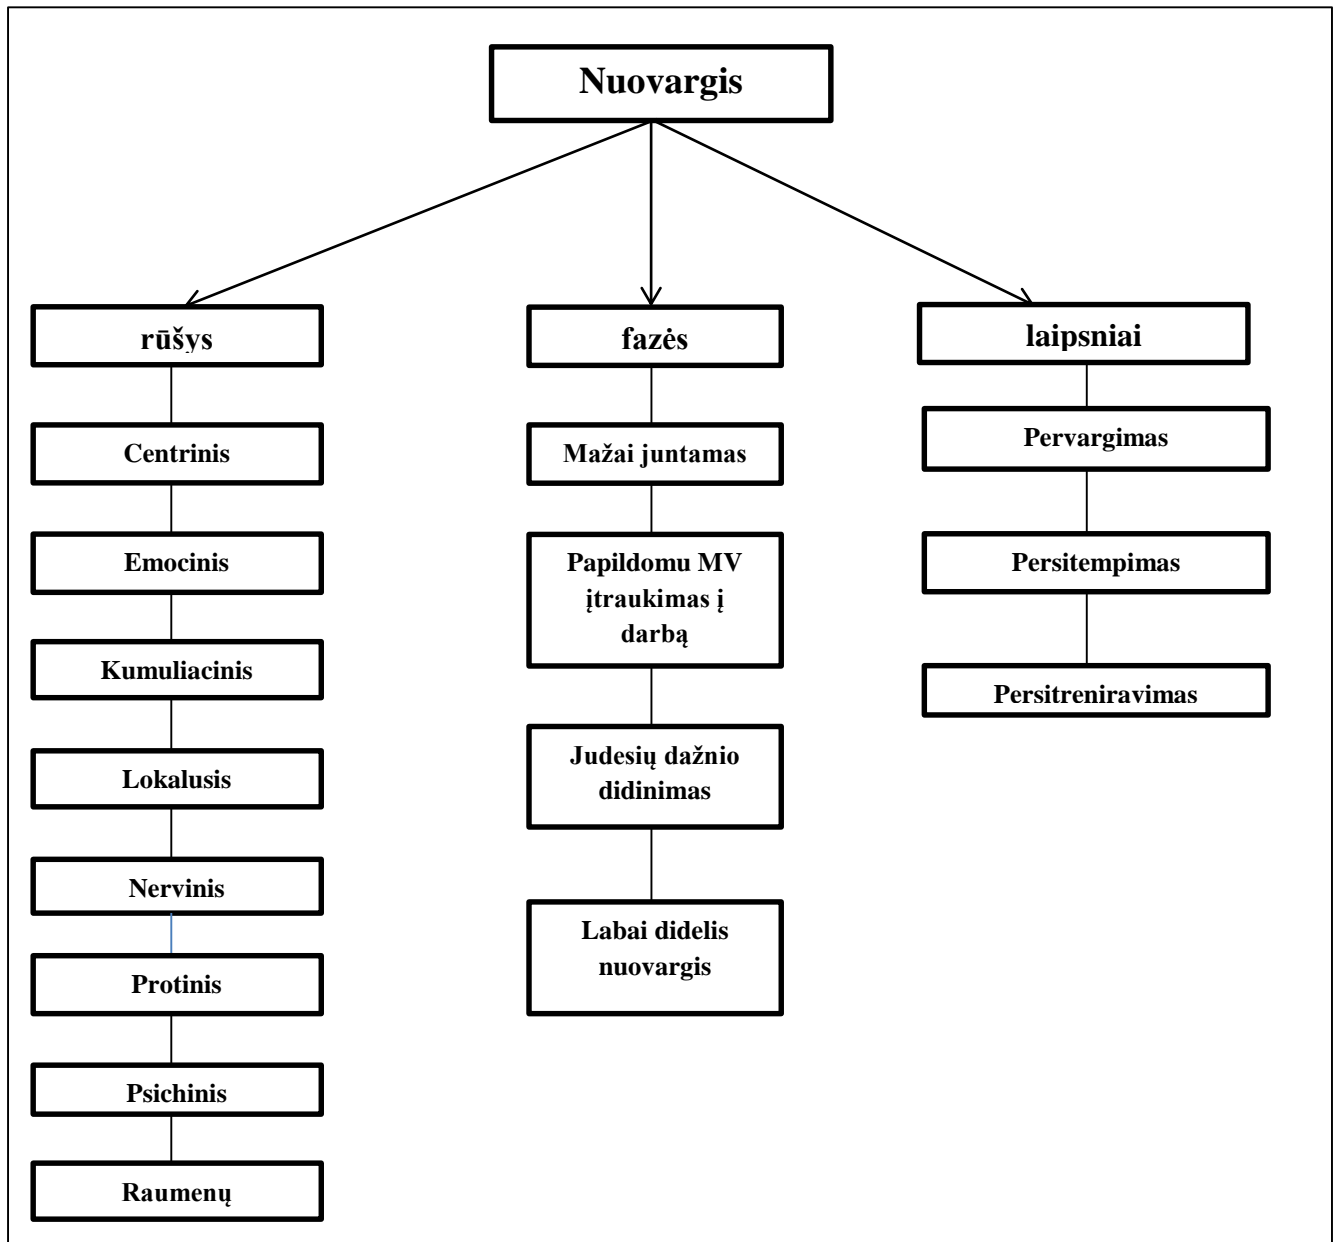 Nuovargis
rūšys
Centrinis
Emocinis
Kumuliacinis
Lokalusis
Nervinis
Protinis
Psichinis
Raumenų
fazės
Mažai juntamas
Papildomu MV
įtraukimas į
darbą
Judesių dažnio
didinimas
Labai didelis
nuovargis
laipsniai
Pervargimas
Persitempimas
Persitreniravimas